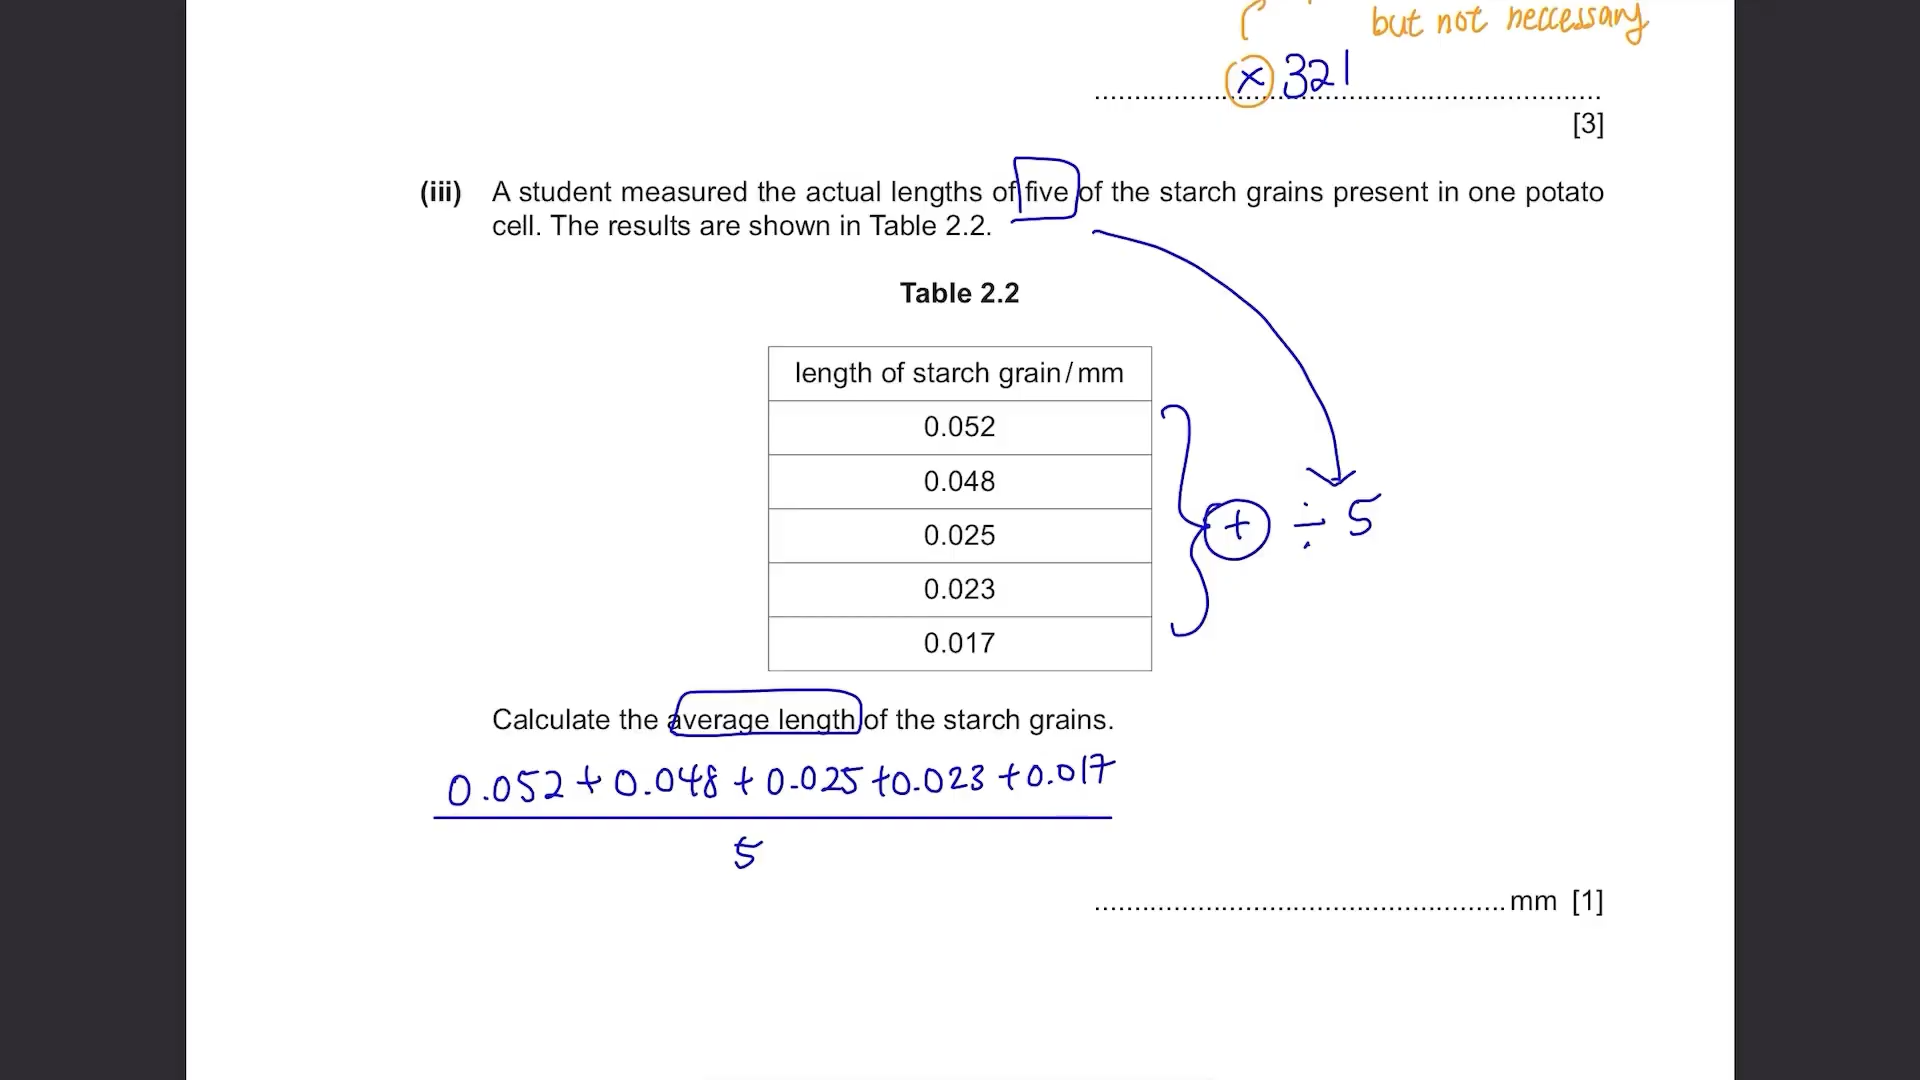 but not neccessary
× 321
[3]
(iii) A student measured the actual lengths of five of the starch grains present in one potato
cell. The results are shown in Table 2.2.
Table 2.2
length of starch grain/mm
0.052
0.048
0.025
0.023
0.017
+ ÷ 5
Calculate the average length of the starch grains.
0.052 + 0.048 + 0.025 + 0.023 + 0.017
5
mm [1]